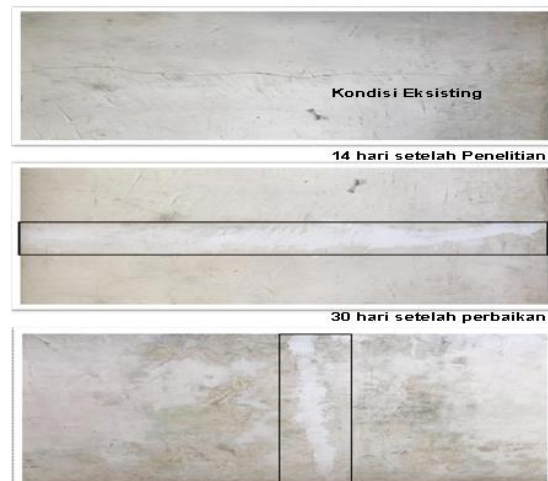 Kondisi Eksisting
14 hari setelah Penelitian
30 hari setelah perbaikan